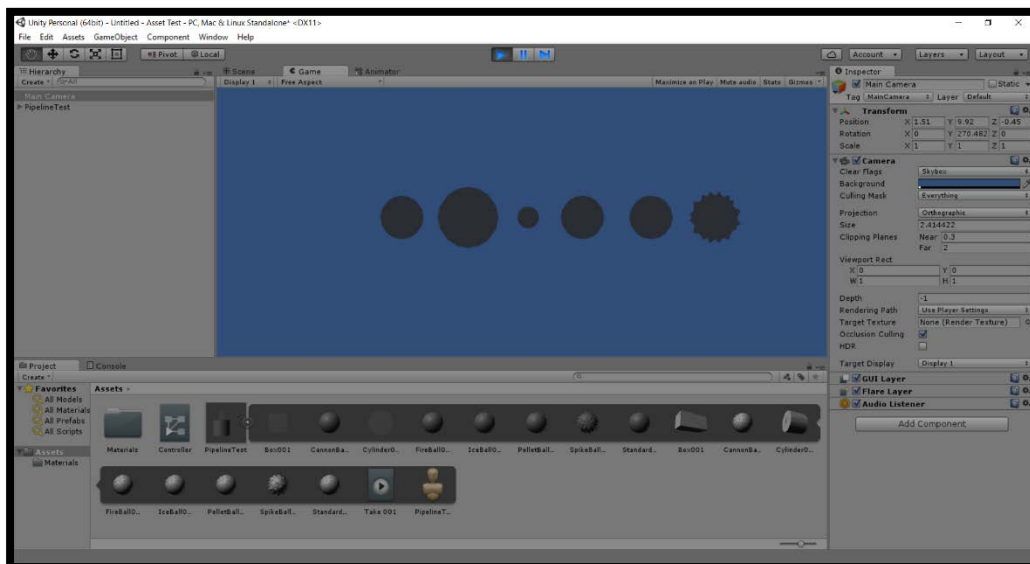 Unity Personal (64bit) - Untitled - Asset Test - PC, Mac & Linux Standalone* <DX11>
File Edit Assets GameObject Component Window Help
Pivot Local Account Layers Layout
Hierarchy
Create All
Main Camera
PipelineTest
Scene Game Animator
Display 1 Free Aspect Maximize on Play Mute audio Stats Gizmos
Inspector
Main Camera Static
Tag MainCamera Layer Default
Transform
Position X 1.51 Y 9.92 Z -0.45
Rotation X 0 Y 270.482 Z 0
Scale X 1 Y 1 Z 1
Camera
Clear Flags Skybox
Background
Culling Mask Everything
Projection Orthographic
Size 2.414422
Clipping Planes Near 0.3
Far 2
Viewport Rect
X 0 Y 0
W 1 H 1
Depth -1
Rendering Path Use Player Settings
Target Texture None (Render Texture)
Occlusion Culling
HDR
Target Display Display 1
GUI Layer
Flare Layer
Audio Listener
Add Component
Project Console
Create
Favorites
All Models
All Materials
All Prefabs
All Scripts
Assets
Materials
Assets
Materials Controller PipelineTest Box001 CannonBa... Cylinder0... FireBall0... IceBall0... PelletBall... SpikeBall... Standard... Box001 CannonBa... Cylinder0...
FireBall0... IceBall0... PelletBall... SpikeBall... Standard... Take 001 PipelineT...